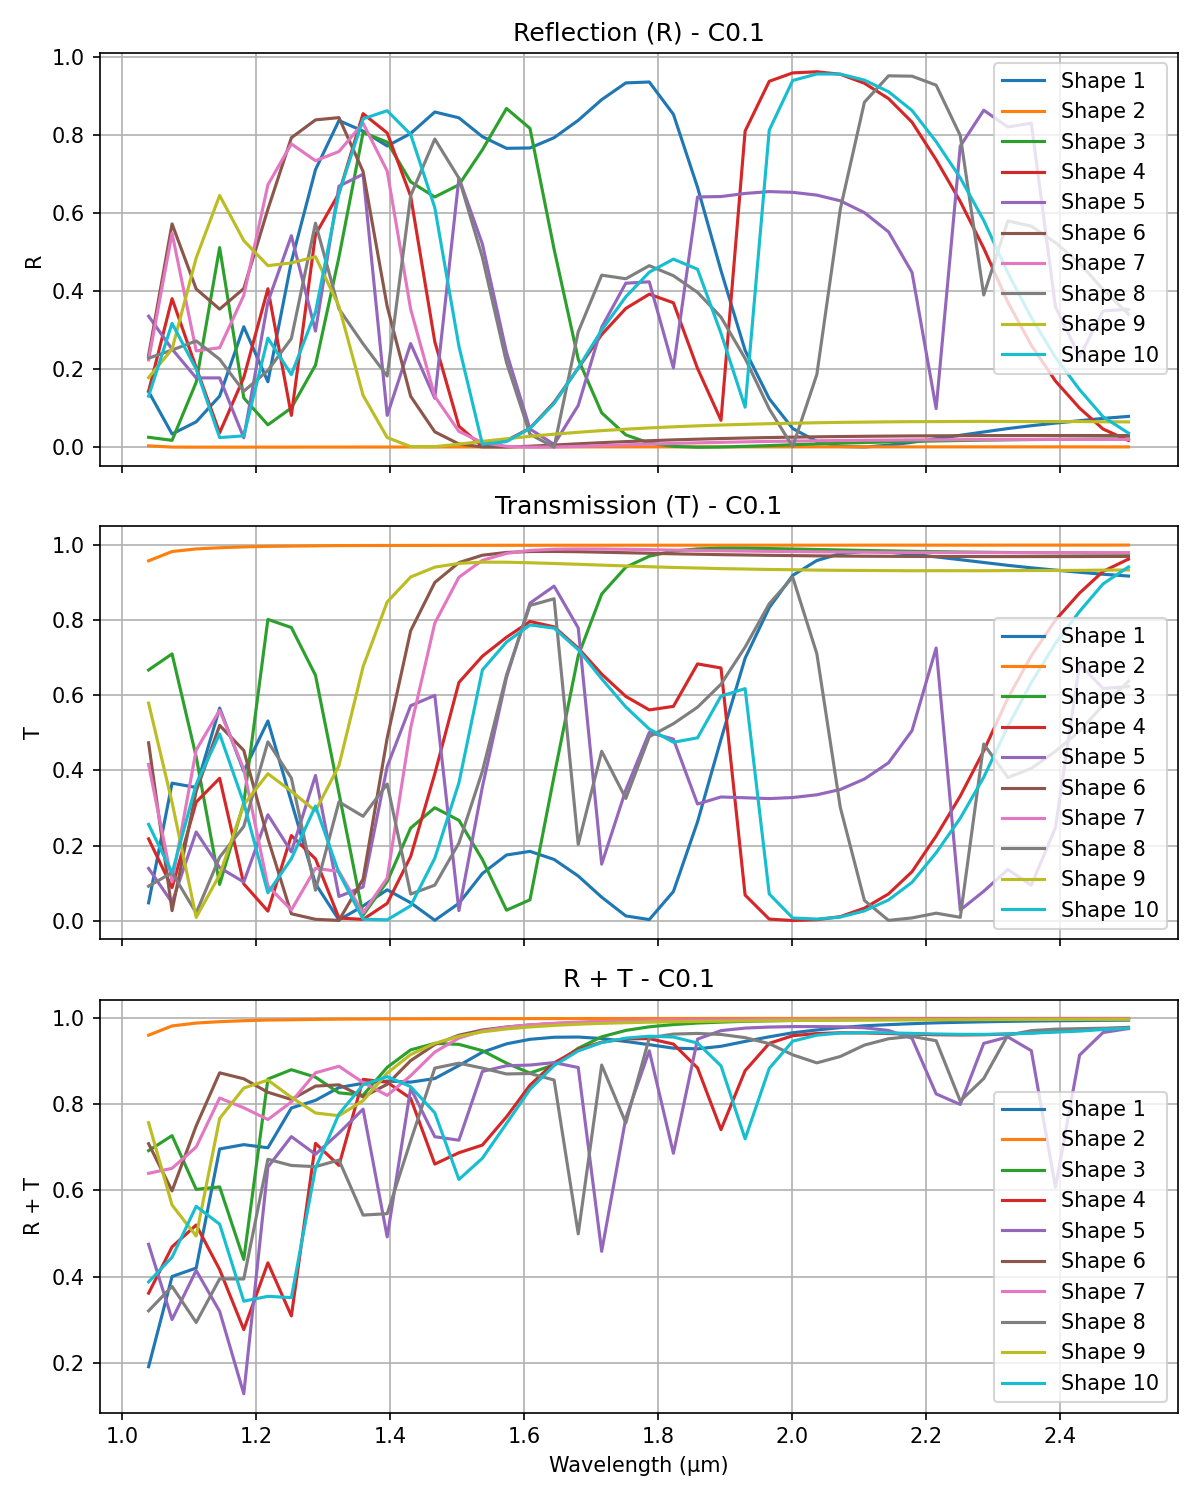 Reflection (R) - C0.1
1.0
0.8
0.6
0.4
0.2
0.0
R
Shape 1
Shape 2
Shape 3
Shape 4
Shape 5
Shape 6
Shape 7
Shape 8
Shape 9
Shape 10
Transmission (T) - C0.1
1.0
0.8
0.6
0.4
0.2
0.0
T
Shape 1
Shape 2
Shape 3
Shape 4
Shape 5
Shape 6
Shape 7
Shape 8
Shape 9
Shape 10
R + T - C0.1
1.0
0.8
0.6
0.4
0.2
R + T
Shape 1
Shape 2
Shape 3
Shape 4
Shape 5
Shape 6
Shape 7
Shape 8
Shape 9
Shape 10
1.0 1.2 1.4 1.6 1.8 2.0 2.2 2.4
Wavelength (μm)